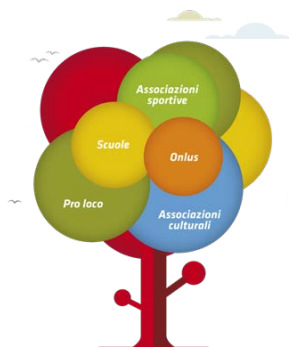 Associazioni
sportive
Scuole
Onlus
Pro loco
Associazioni
culturali